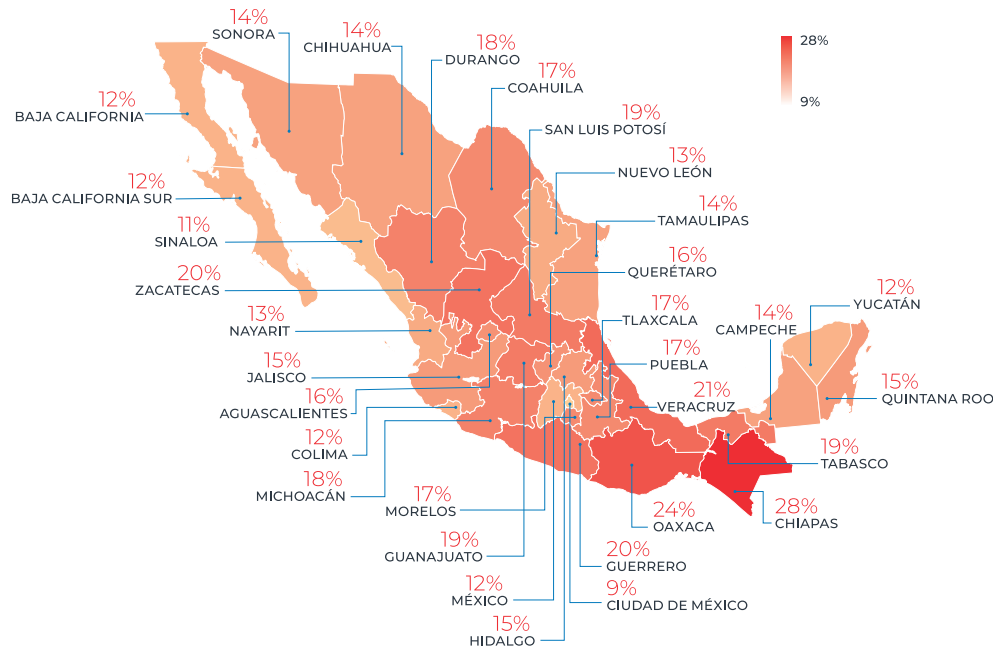 14%
SONORA
14%
CHIHUAHUA
18%
DURANGO
17%
COAHUILA
28%
9%
12%
BAJA CALIFORNIA
19%
SAN LUIS POTOSÍ
13%
NUEVO LEÓN
12%
BAJA CALIFORNIA SUR
14%
TAMAULIPAS
11%
SINALOA
16%
QUERÉTARO
20%
ZACATECAS
12%
YUCATÁN
13%
NAYARIT
17%
TLAXCALA
14%
CAMPECHE
17%
PUEBLA
15%
JALISCO
15%
QUINTANA ROO
16%
AGUASCALIENTES
21%
VERACRUZ
12%
COLIMA
19%
TABASCO
18%
MICHOACÁN
17%
MORELOS
24%
OAXACA
28%
CHIAPAS
19%
GUANAJUATO
20%
GUERRERO
12%
MÉXICO
9%
CIUDAD DE MÉXICO
15%
HIDALGO